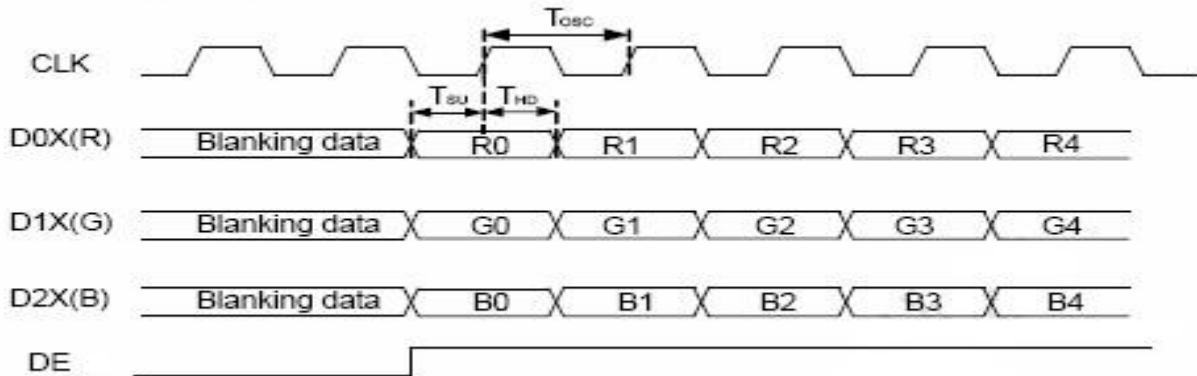 Tosc
CLK
TSU THD
D0X(R) Blanking data R0 R1 R2 R3 R4
D1X(G) Blanking data G0 G1 G2 G3 G4
D2X(B) Blanking data B0 B1 B2 B3 B4
DE